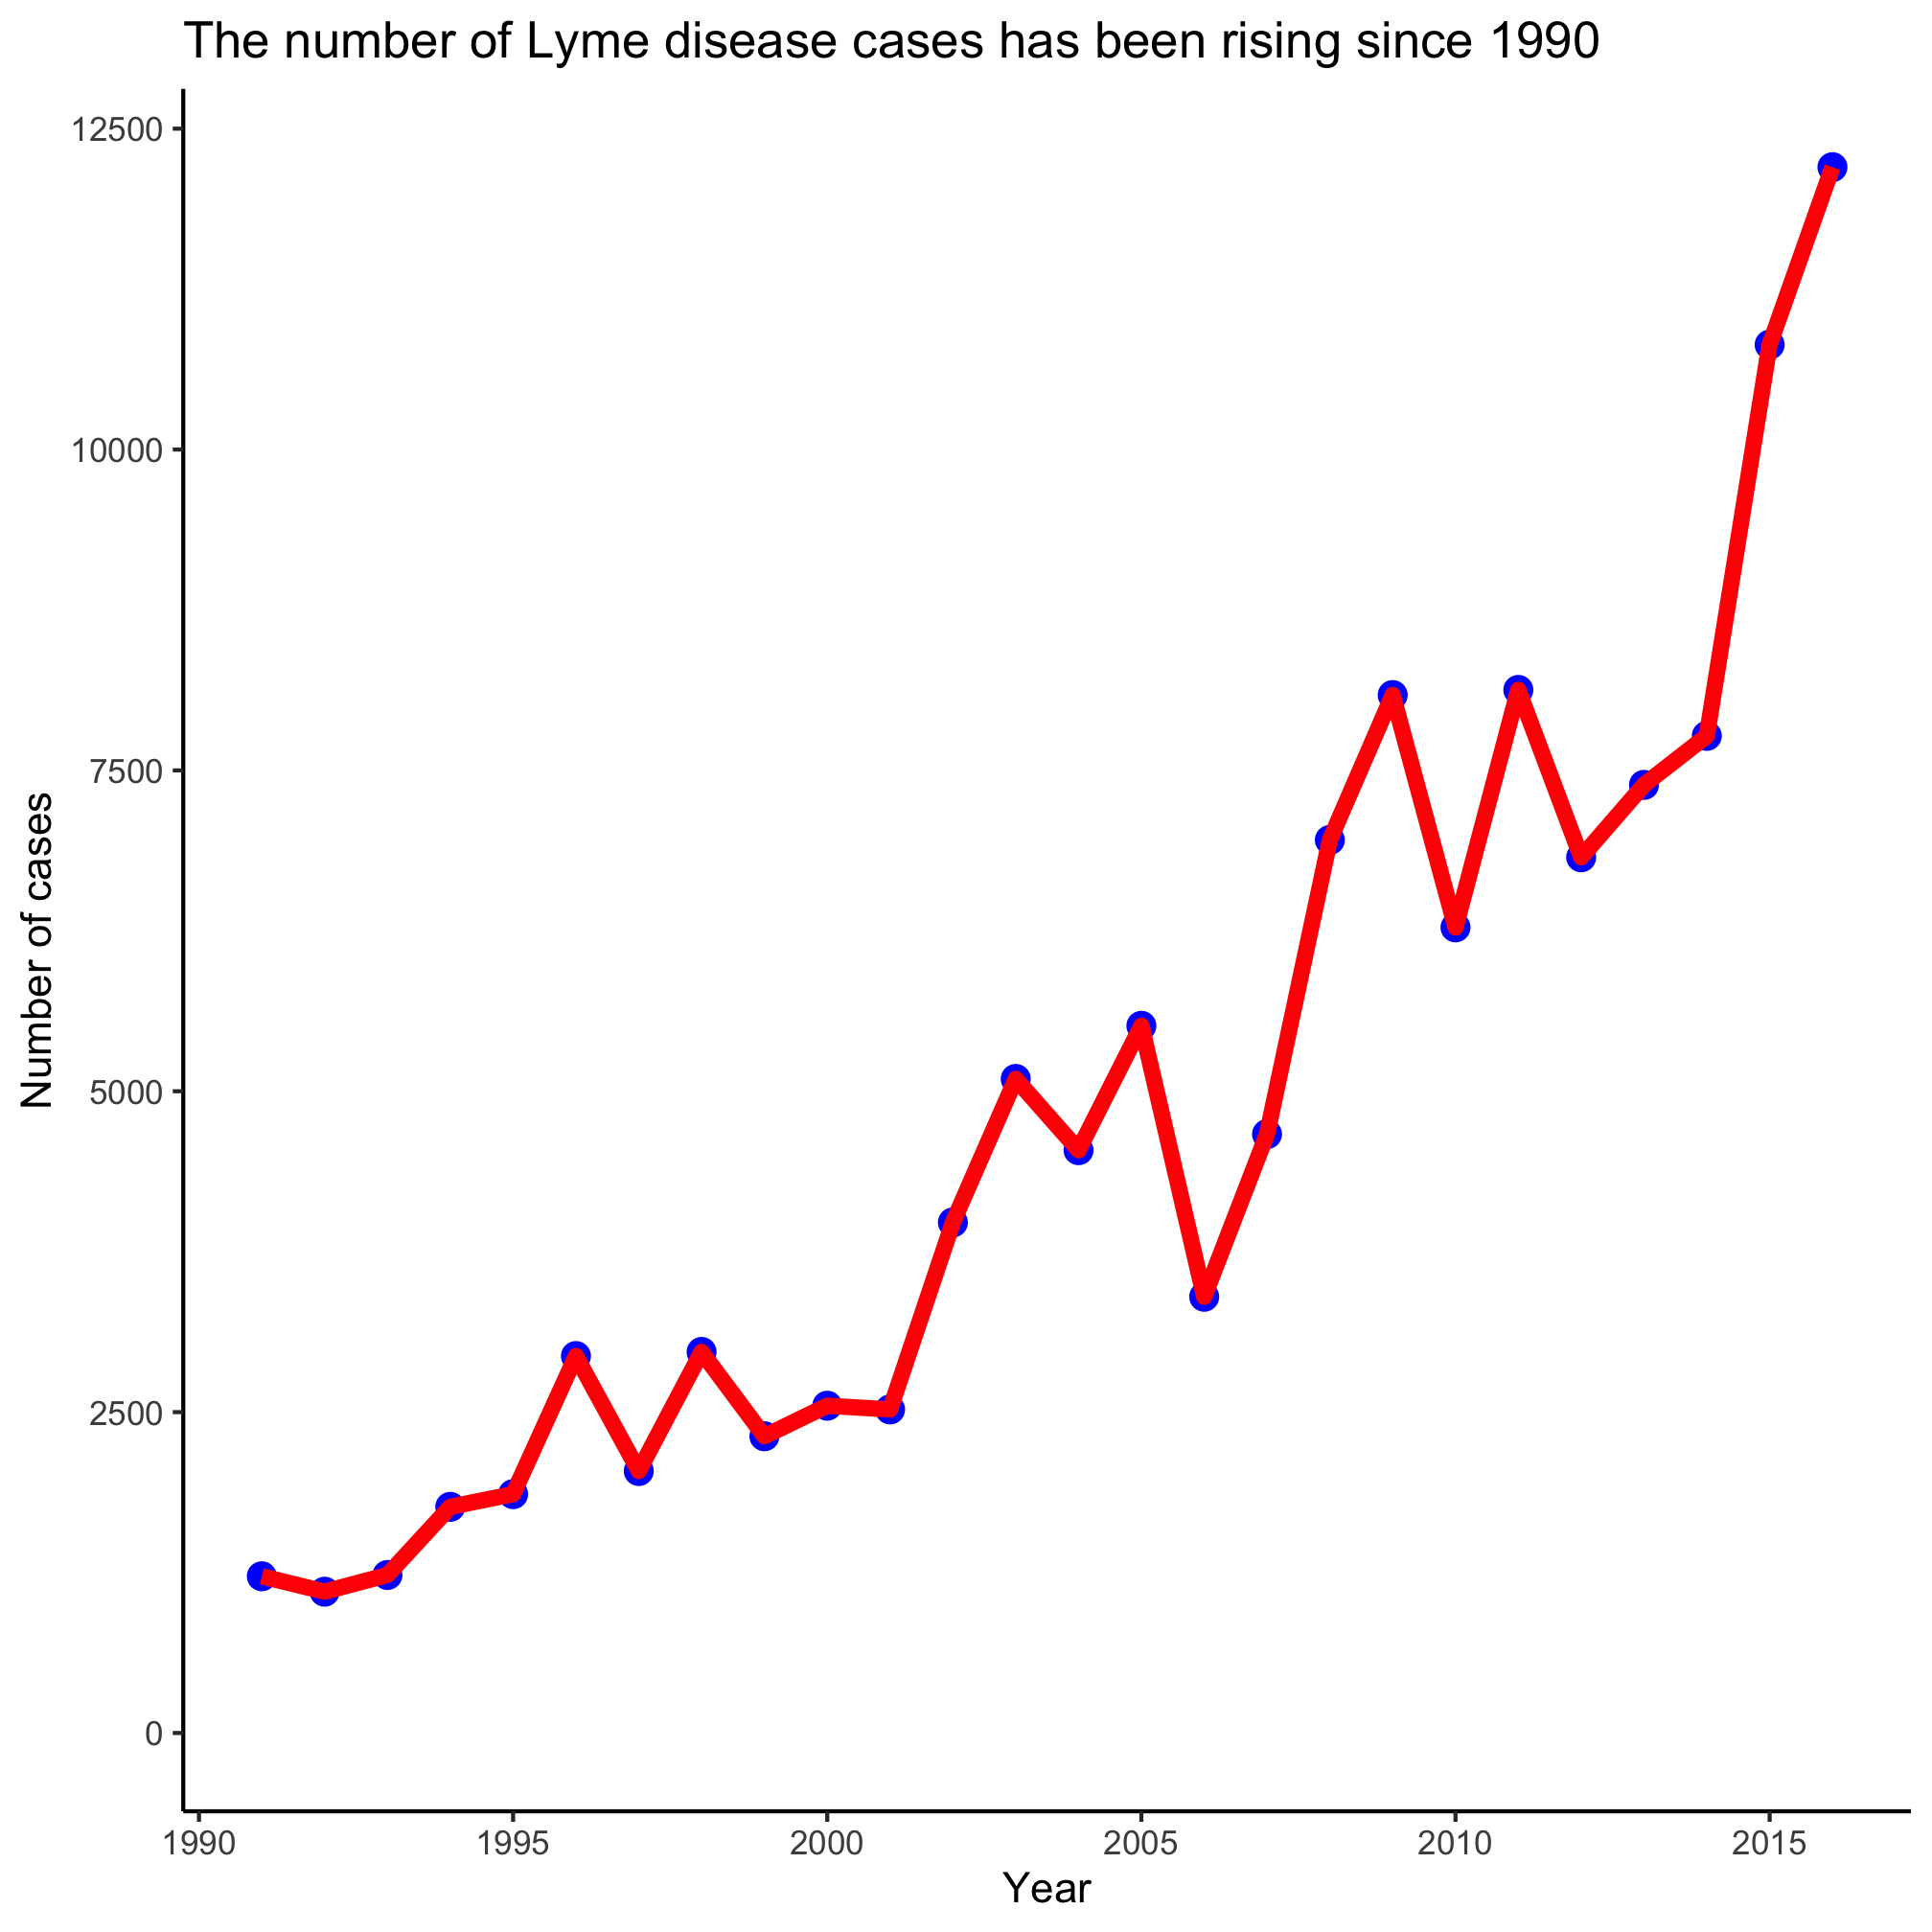 The number of Lyme disease cases has been rising since 1990
12500
10000
7500
5000
2500
0
Number of cases
1990 1995 2000 2005 2010 2015
Year